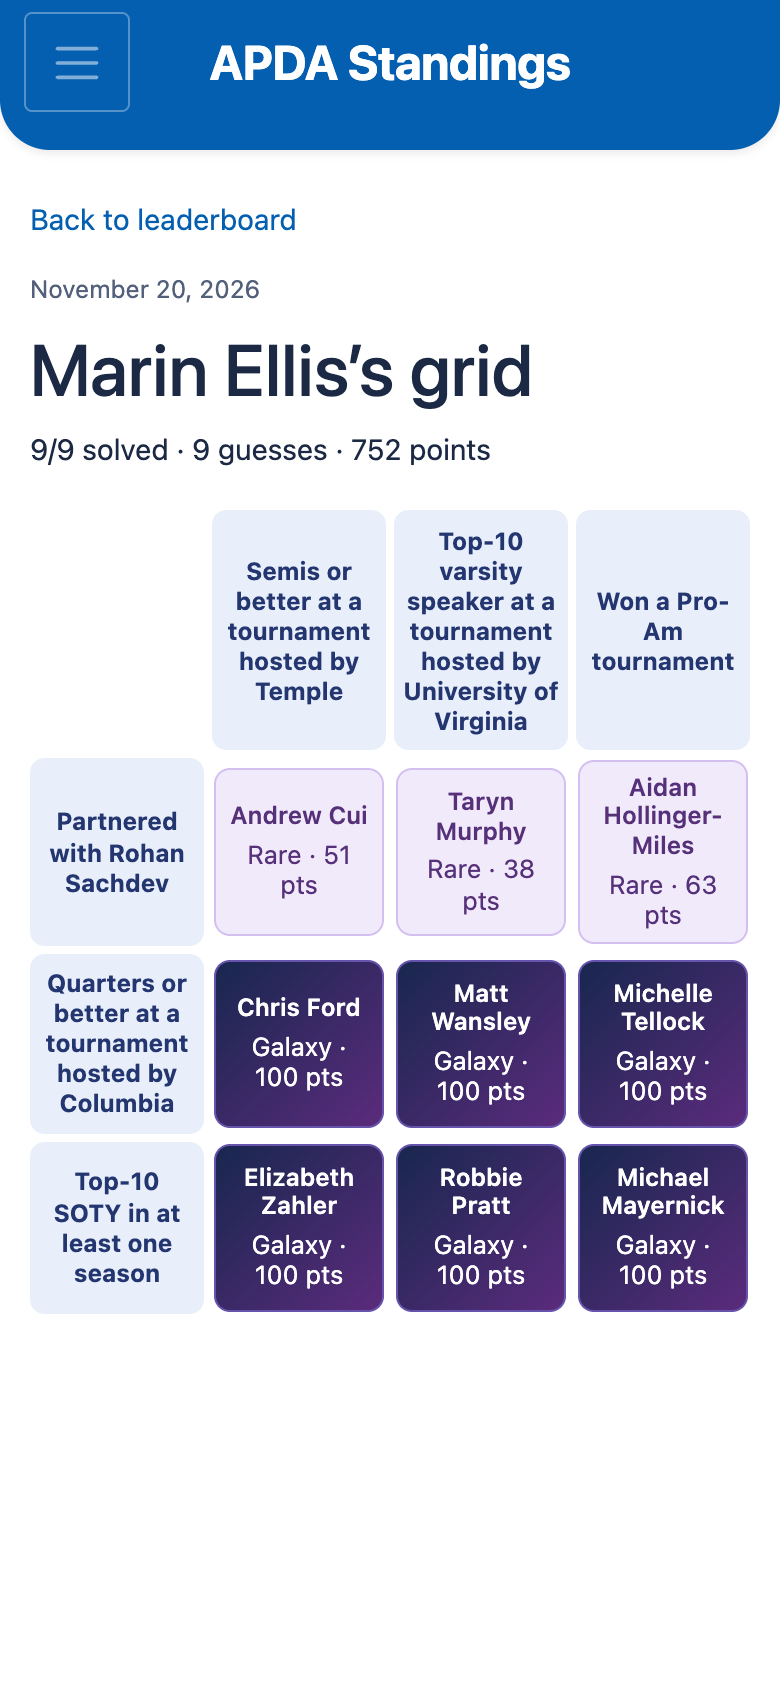 APDA Standings
Back to leaderboard
November 20, 2026
Marin Ellis’s grid
9/9 solved · 9 guesses · 752 points
Semis or
better at a
tournament
hosted by
Temple
Top-10
varsity
speaker at a
tournament
hosted by
University of
Virginia
Won a Pro-
Am
tournament
Partnered
with Rohan
Sachdev
Andrew Cui
Rare · 51
pts
Taryn
Murphy
Rare · 38
pts
Aidan
Hollinger-
Miles
Rare · 63
pts
Quarters or
better at a
tournament
hosted by
Columbia
Chris Ford
Galaxy ·
100 pts
Matt
Wansley
Galaxy ·
100 pts
Michelle
Tellock
Galaxy ·
100 pts
Top-10
SOTY in at
least one
season
Elizabeth
Zahler
Galaxy ·
100 pts
Robbie
Pratt
Galaxy ·
100 pts
Michael
Mayernick
Galaxy ·
100 pts